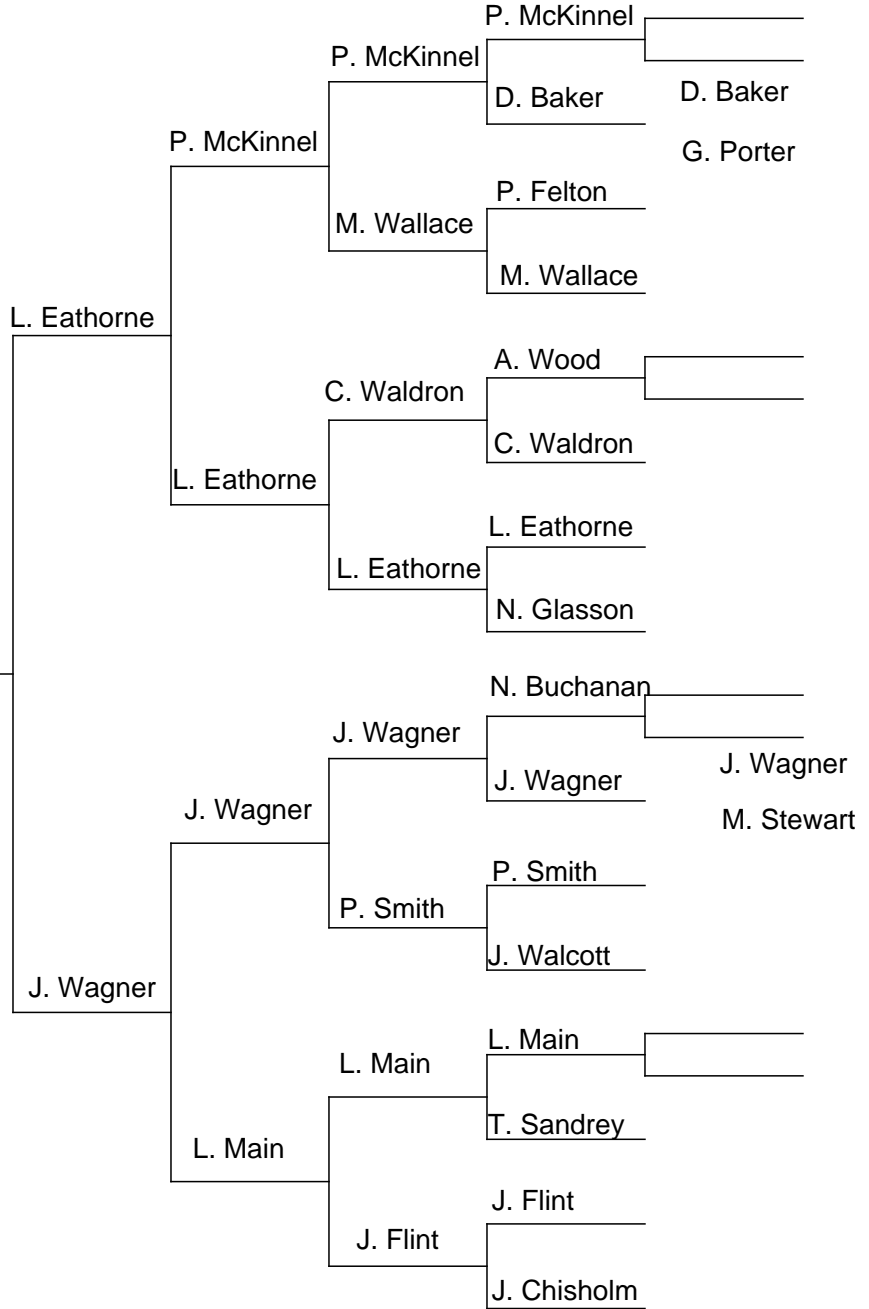 P. McKinnel
P. McKinnel
D. Baker
D. Baker
P. McKinnel
G. Porter
P. Felton
M. Wallace
M. Wallace
L. Eathorne
A. Wood
C. Waldron
C. Waldron
L. Eathorne
L. Eathorne
L. Eathorne
N. Glasson
N. Buchanan
J. Wagner
J. Wagner
J. Wagner
J. Wagner
M. Stewart
P. Smith
P. Smith
J. Walcott
J. Wagner
L. Main
L. Main
T. Sandrey
L. Main
J. Flint
J. Flint
J. Chisholm